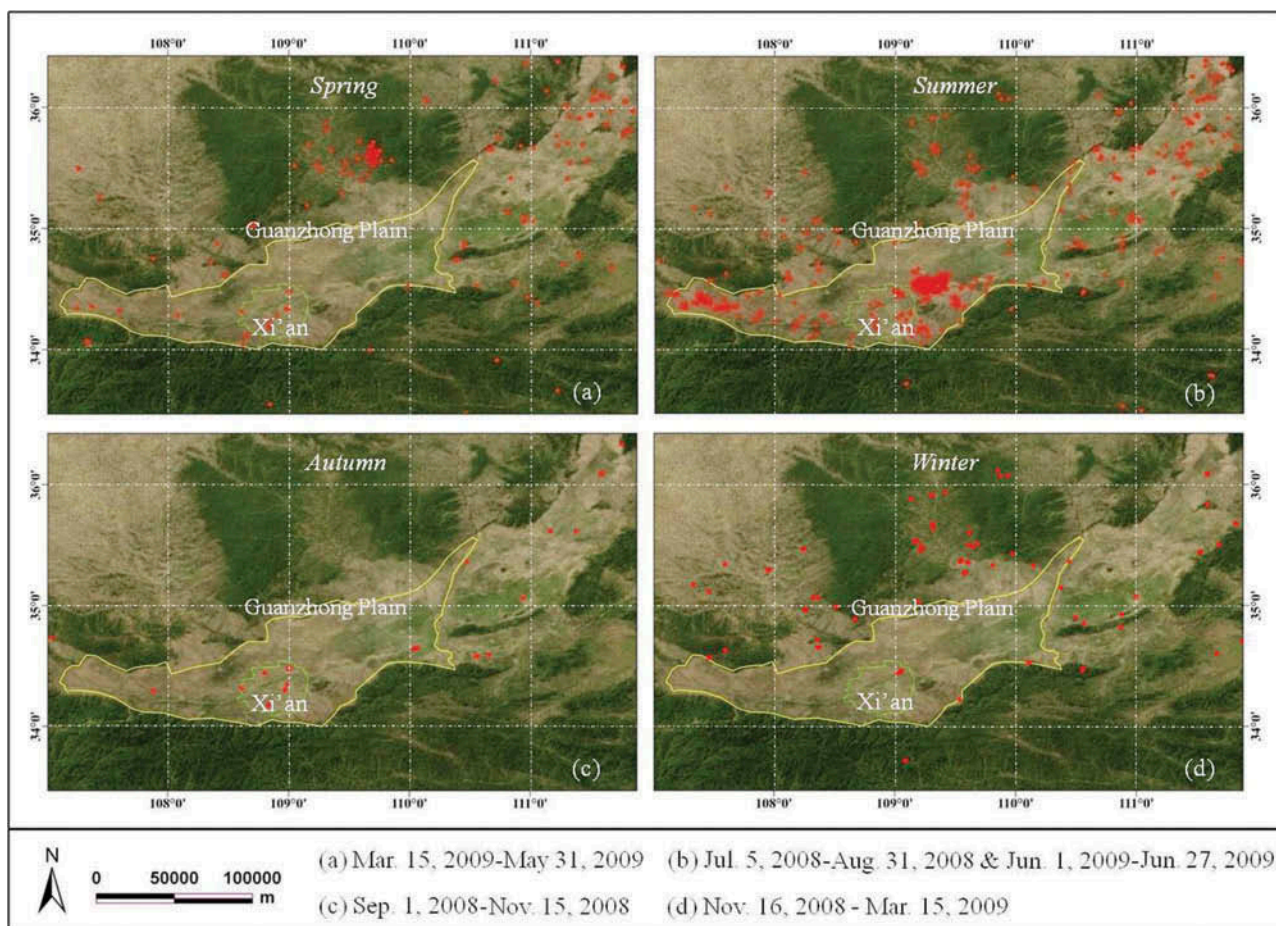 108°0' 109°0' 110°0' 111°0' 108°0' 109°0' 110°0' 111°0'
36°0' Spring Summer 36°0'
35°0' Guanzhong Plain Guanzhong Plain 35°0'
34°0' Xi'an Xi'an 34°0'
(a) (b)
Autumn Winter
36°0' 36°0'
35°0' Guanzhong Plain Guanzhong Plain 35°0'
34°0' Xi'an Xi'an 34°0'
(c) (d)
108°0' 109°0' 110°0' 111°0' 108°0' 109°0' 110°0' 111°0'
N
0 50000 100000
m
(a) Mar. 15, 2009-May 31, 2009 (b) Jul. 5, 2008-Aug. 31, 2008 & Jun. 1, 2009-Jun. 27, 2009
(c) Sep. 1, 2008-Nov. 15, 2008 (d) Nov. 16, 2008 - Mar. 15, 2009